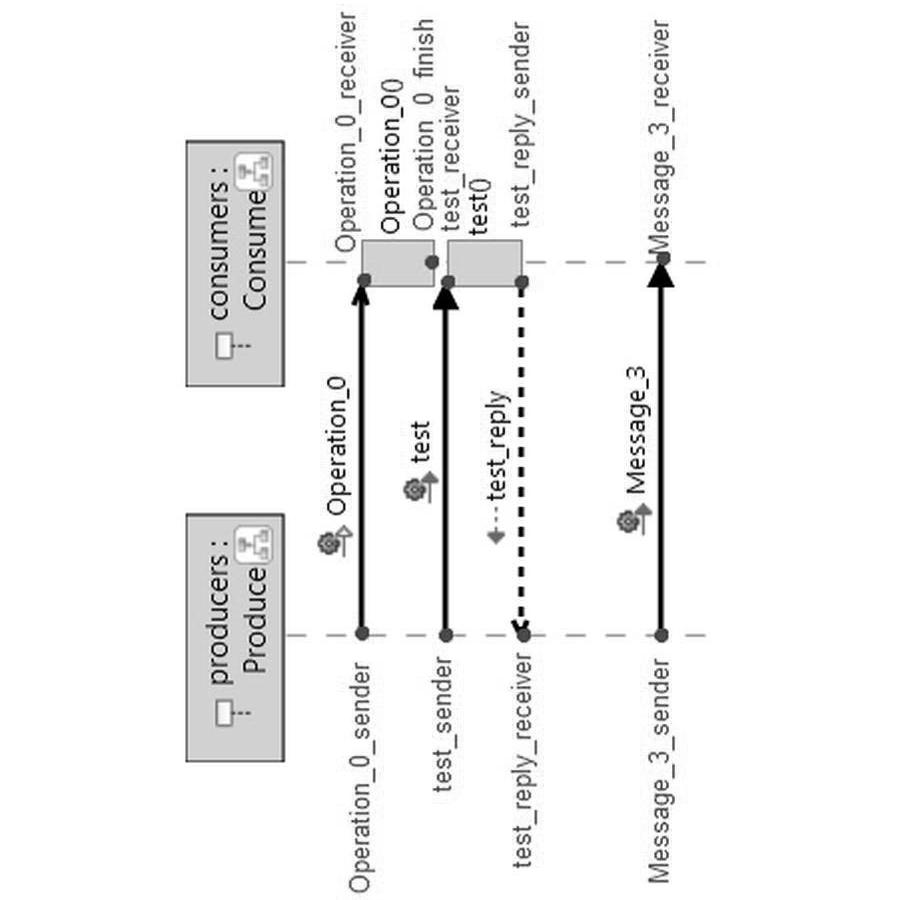 producers :
Produce
consumers :
Consume
Operation_0_sender
Operation_0
Operation_0_receiver
Operation_0()
Operation_0_finish
test_sender
test
test_receiver
test()
test_reply_receiver
test_reply
test_reply_sender
Message_3_sender
Message_3
Message_3_receiver